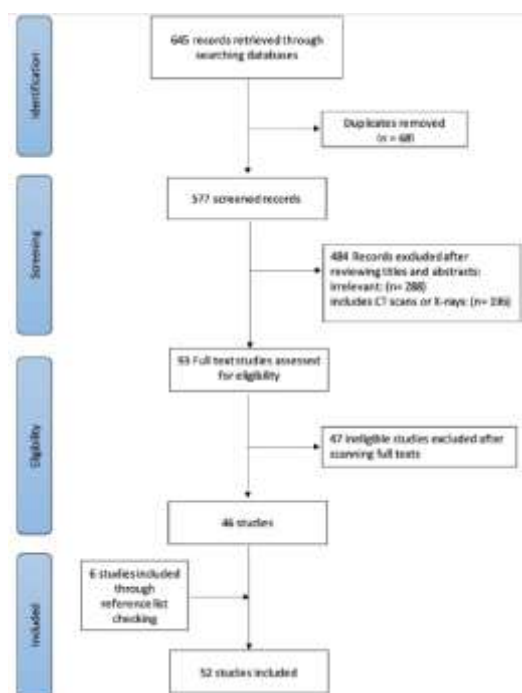 Identification
645 records retrieved through
searching databases
Duplicates removed
(n = 68)
Screening
577 screened records
484 Records excluded after
reviewing titles and abstracts:
irrelevant: (n= 288)
includes CT scans or X-rays: (n= 196)
Eligibility
93 Full text studies assessed
for eligibility
47 ineligible studies excluded after
scanning full texts
46 studies
Included
6 studies included
through
reference list
checking
52 studies included